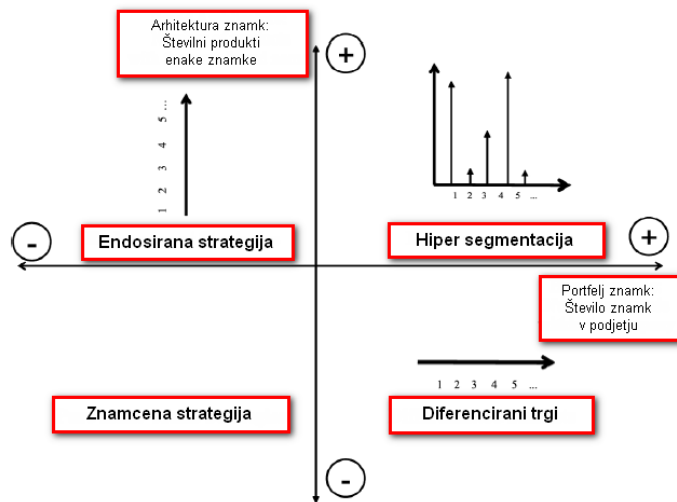 Arhitektura znamk:
Številni produkti
enake znamke
+
1 2 3 4 5 ...
1 2 3 4 5 ...
-
Endosirana strategija
Hiper segmentacija
+
Portfelj znamk:
Število znamk
v podjetju
1 2 3 4 5 ...
Znamcena strategija
Diferencirani trgi
-